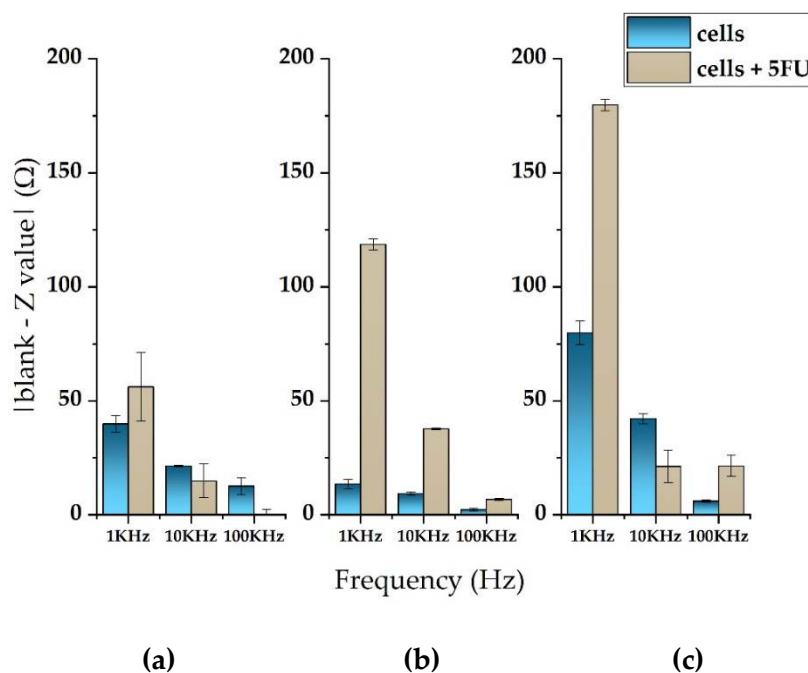 cells
cells + 5FU
|blank - Z value| (Ω)
200
150
100
50
0
1KHz 10KHz 100KHz
200
150
100
50
0
1KHz 10KHz 100KHz
200
150
100
50
0
1KHz 10KHz 100KHz
Frequency (Hz)
(a) (b) (c)